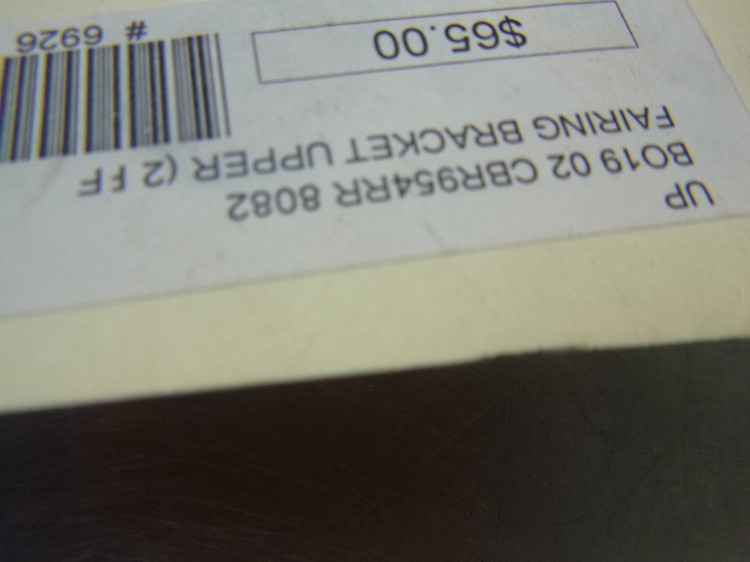 UP
BO19 02 CBR954RR 8082
FAIRING BRACKET UPPER (2 FF
$65.00
# 6926